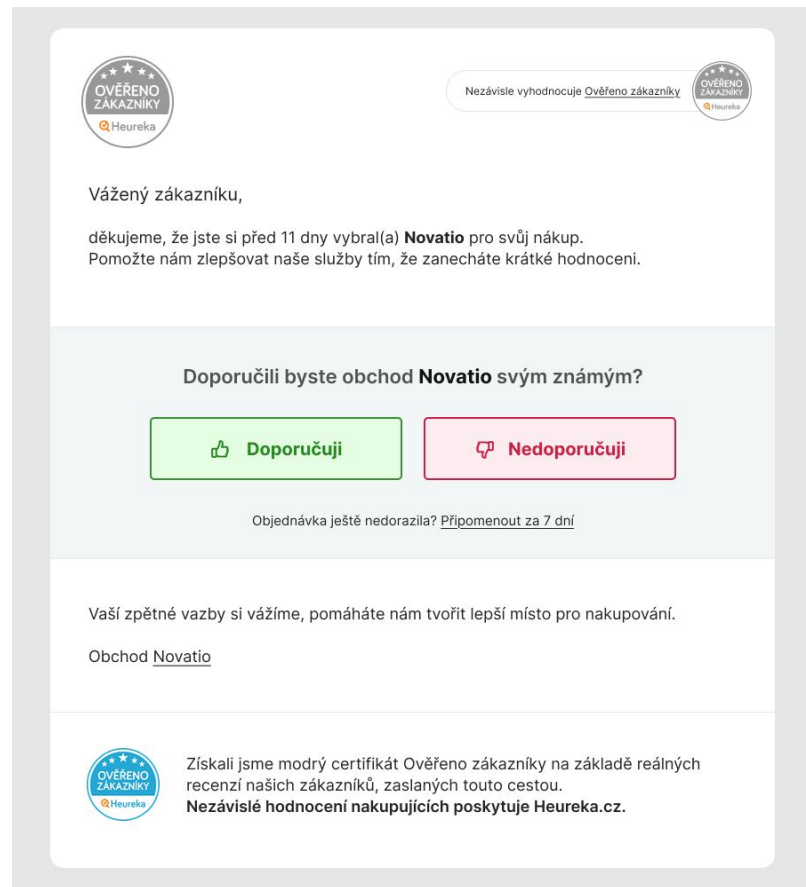 OVĚŘENO
ZÁKAZNÍKY
Heureka
Nezávisle vyhodnocuje Ověřeno zákazníky
OVĚŘENO
ZÁKAZNÍKY
Heureka
Vážený zákazníku,
děkujeme, že jste si před 11 dny vybral(a) Novatio pro svůj nákup.
Pomožte nám zlepšovat naše služby tím, že zanecháte krátké hodnoceni.
Doporučili byste obchod Novatio svým známým?
Doporučuji
Nedoporučuji
Objednávka ještě nedorazila? Připomenout za 7 dní
Vaší zpětné vazby si vážíme, pomáháte nám tvořit lepší místo pro nakupování.
Obchod Novatio
OVĚŘENO
ZÁKAZNÍKY
Heureka
Získali jsme modrý certifikát Ověřeno zákazníky na základě reálných
recenzí našich zákazníků, zaslaných touto cestou.
Nezávislé hodnocení nakupujících poskytuje Heureka.cz.